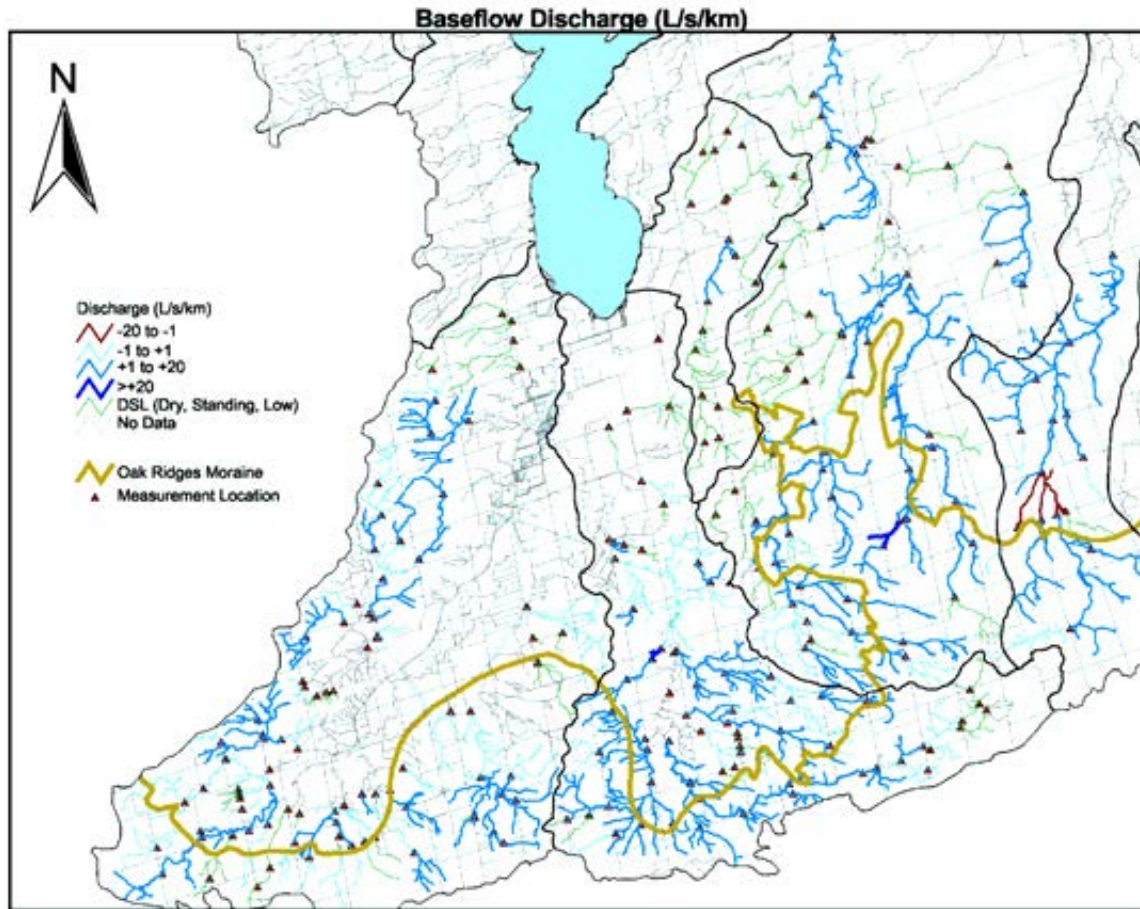 Baseflow Discharge (L/s/km)
N
Discharge (L/s/km)
-20 to -1
-1 to +1
+1 to +20
>+20
DSL (Dry, Standing, Low)
No Data
Oak Ridges Moraine
Measurement Location